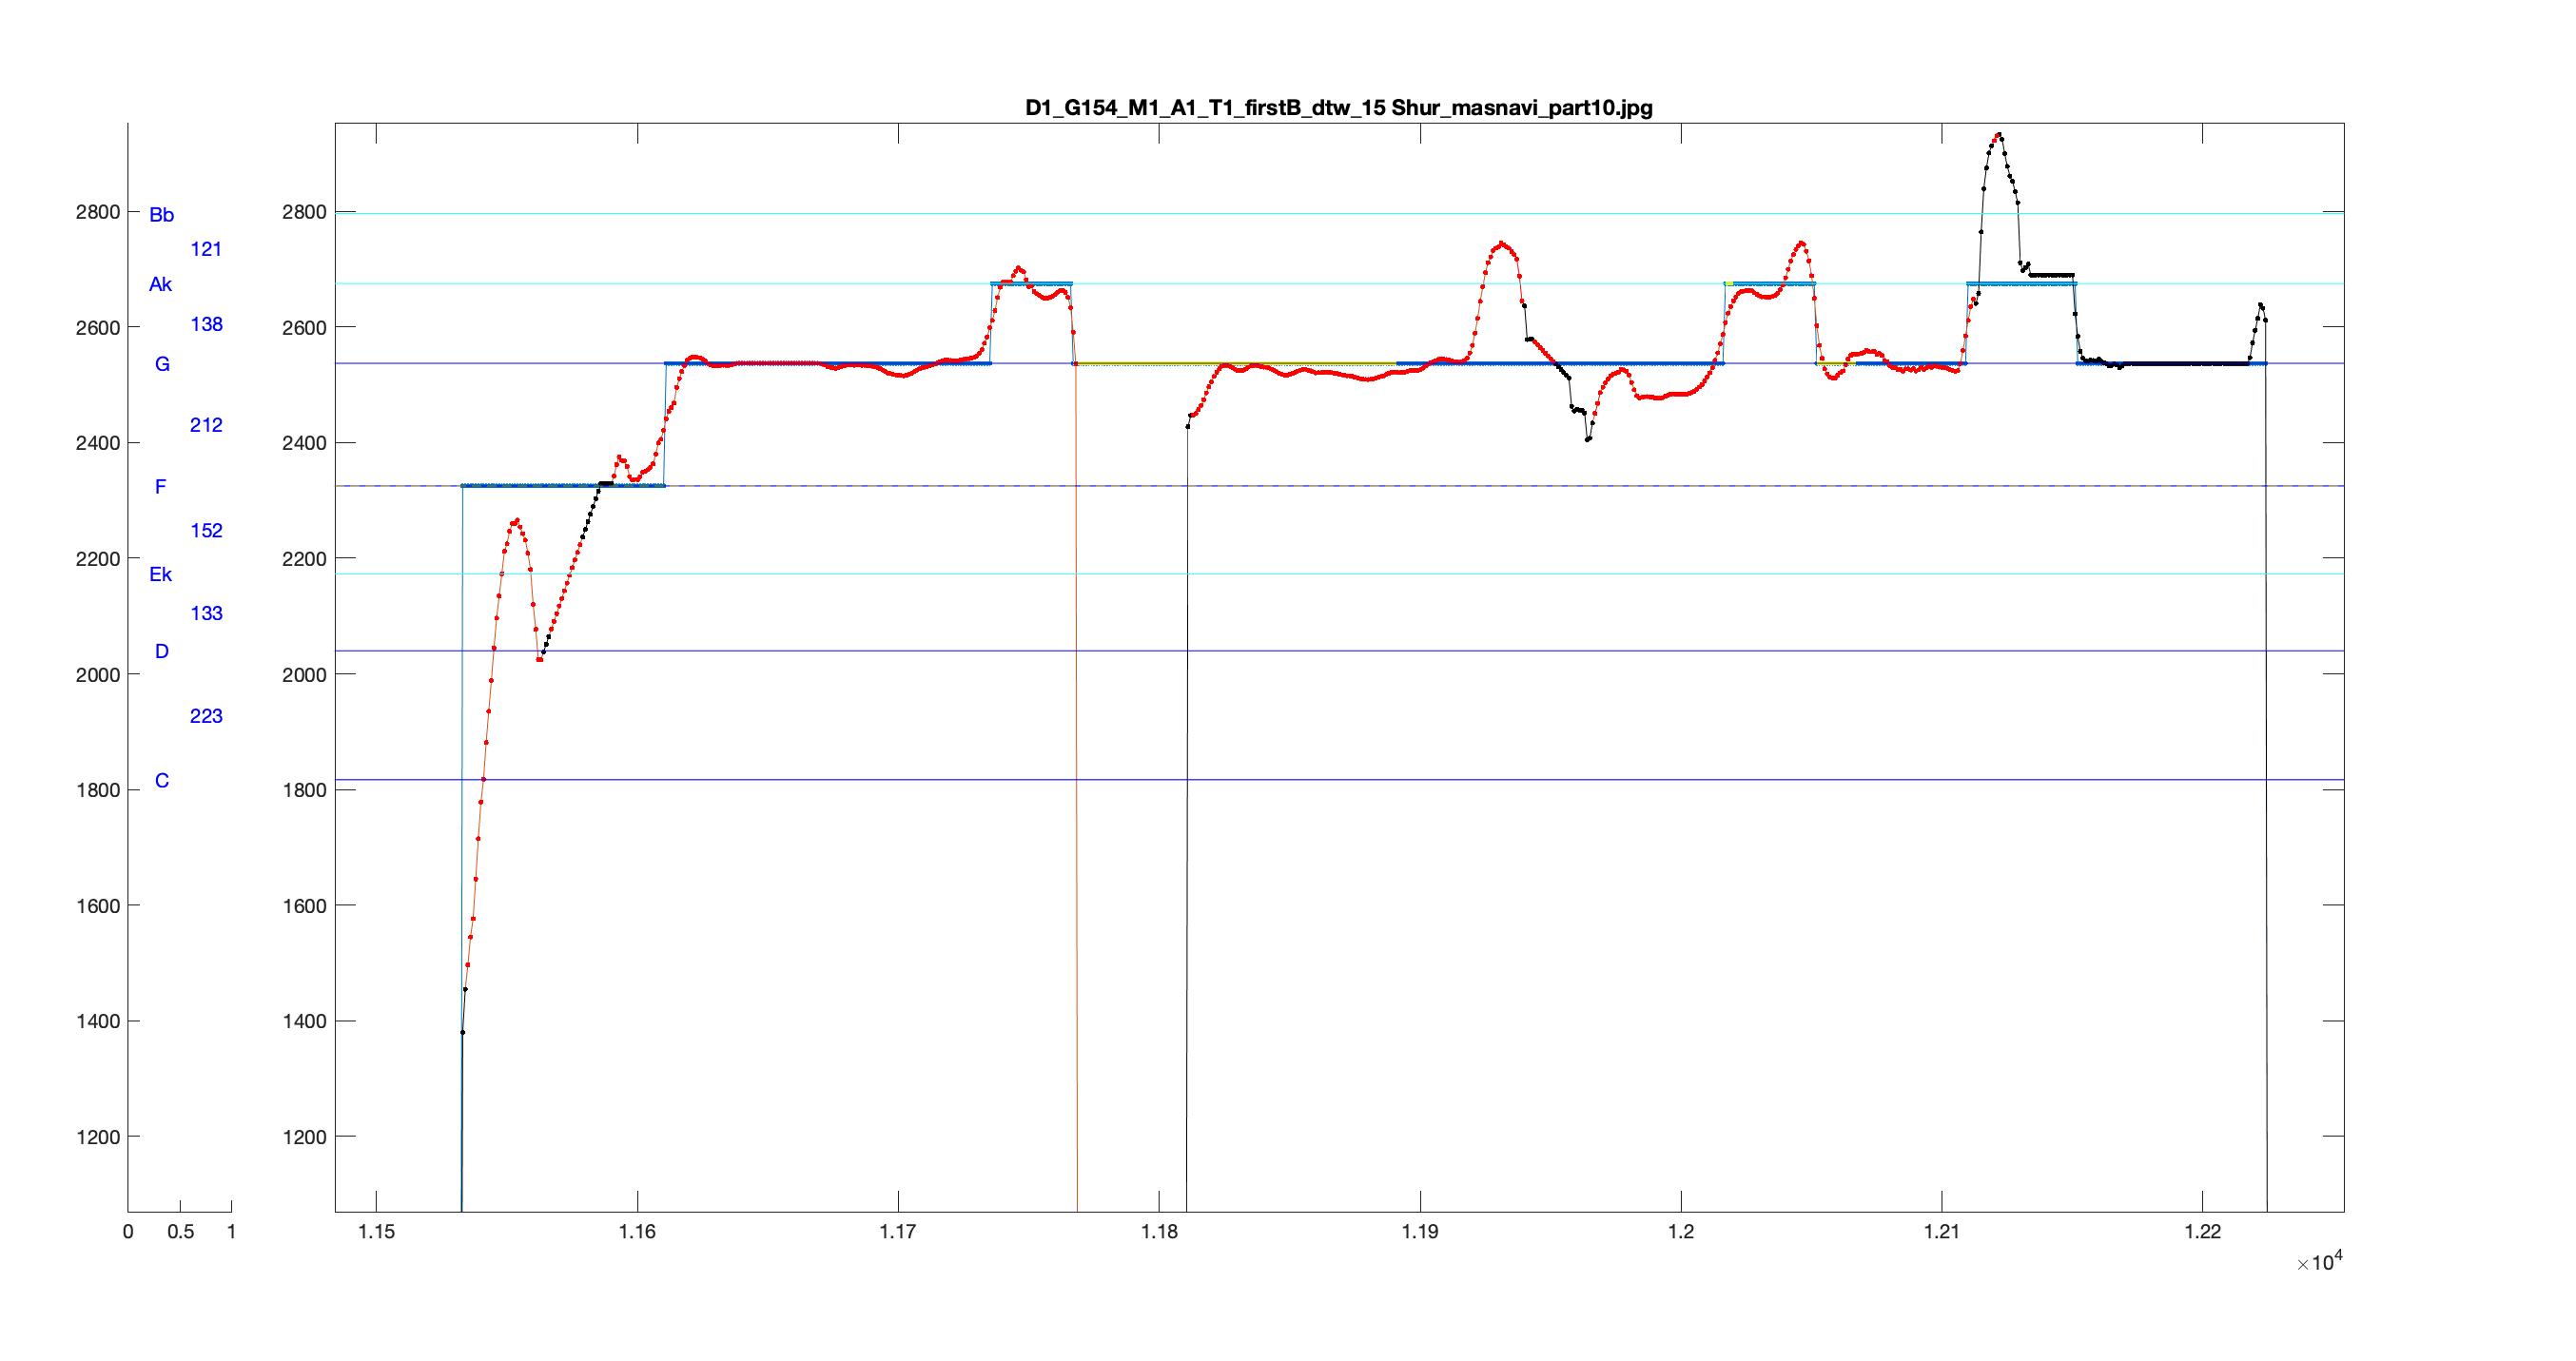 D1_G154_M1_A1_T1_firstB_dtw_15 Shur_masnavi_part10.jpg
2800 Bb 2800
121
Ak
2600 138 2600
G
2400 212 2400
F
2200 152 2200
Ek
133
D
2000 2000
223
1800 C 1800
1600 1600
1400 1400
1200 1200
0 0.5 1 1.15 1.16 1.17 1.18 1.19 1.2 1.21 1.22
×10⁴